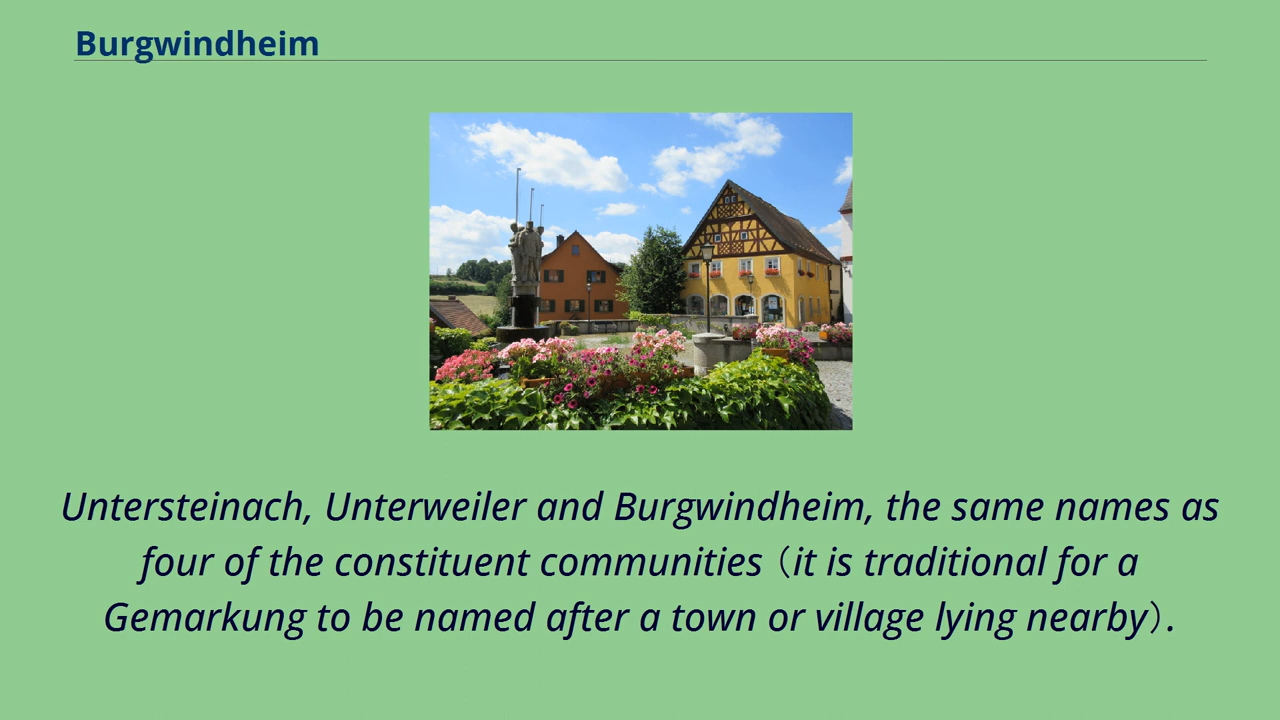 Burgwindheim
Untersteinach, Unterweiler and Burgwindheim, the same names as
four of the constituent communities（it is traditional for a
Gemarkung to be named after a town or village lying nearby）.